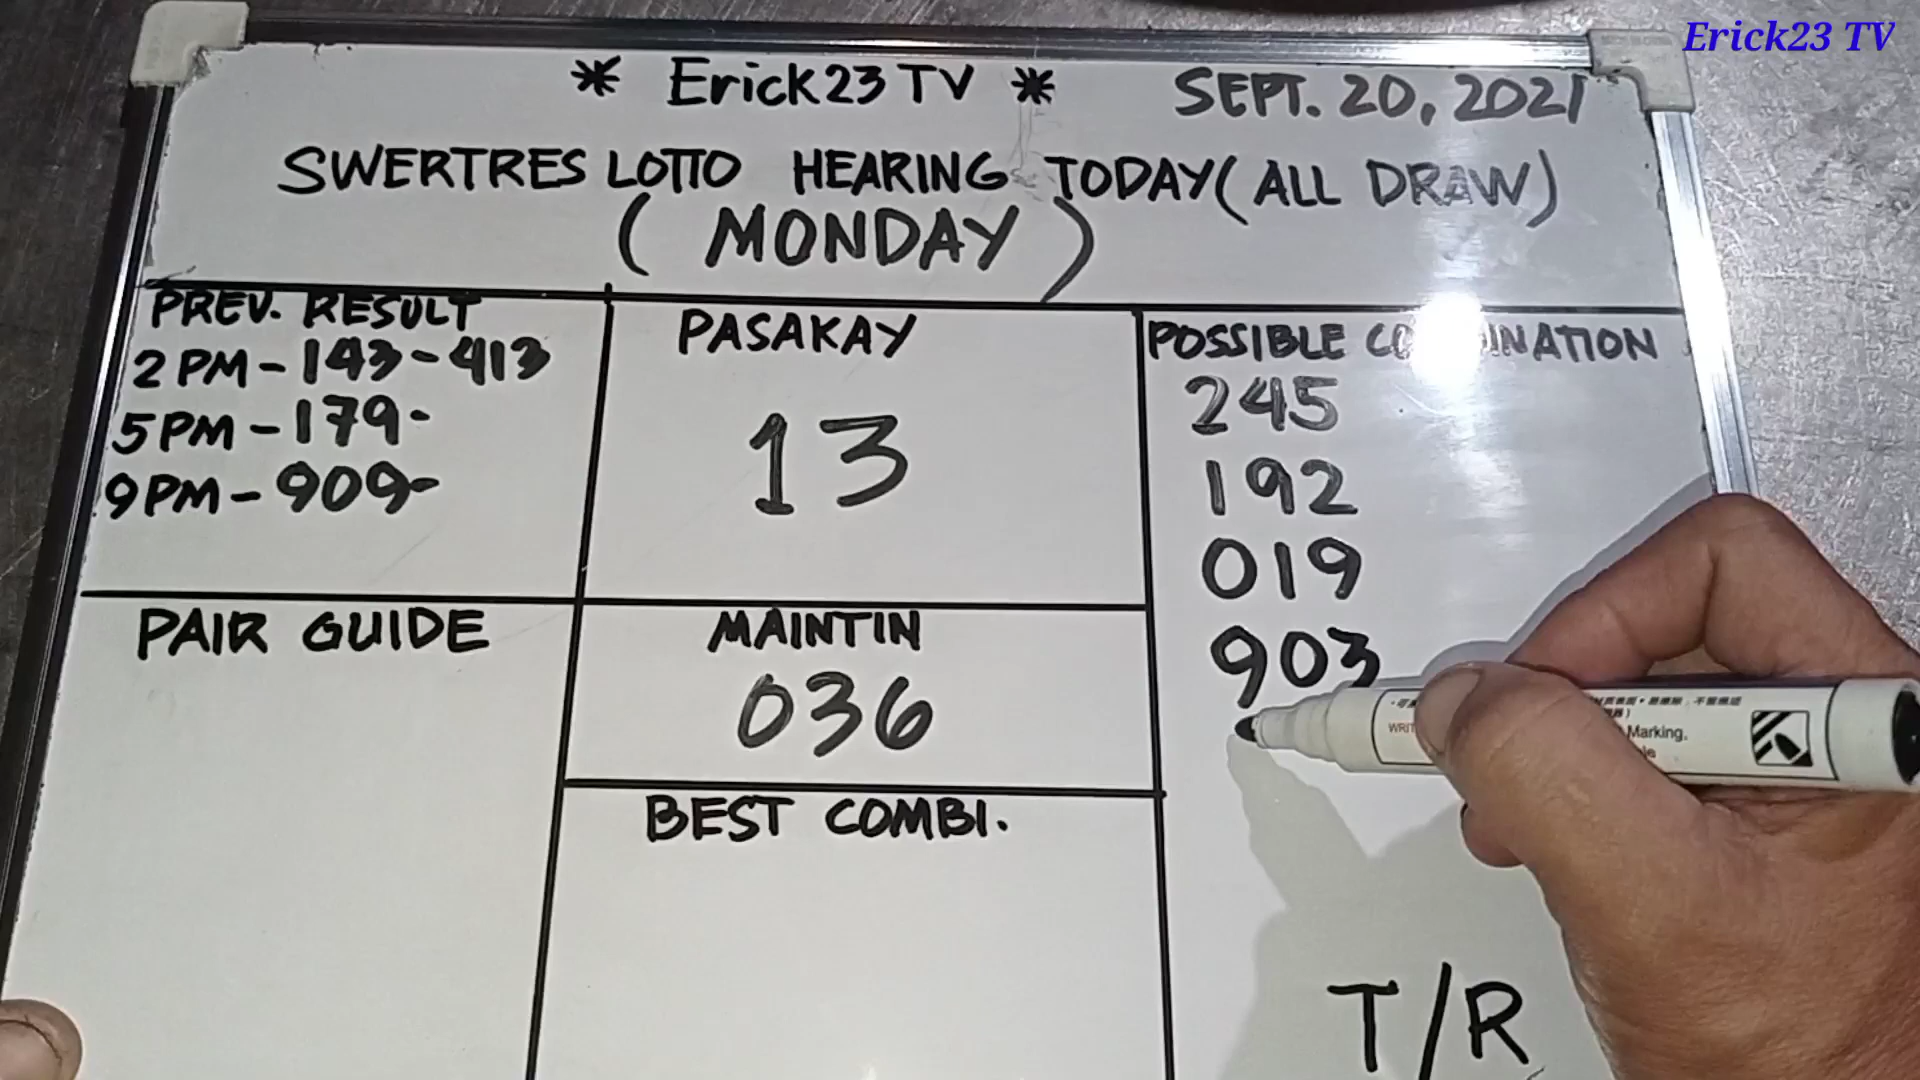 Erick23 TV
* Erick23 TV *
SEPT. 20, 2021
SWERTRES LOTTO HEARING TODAY (ALL DRAW)
( MONDAY )
PREV. RESULT
2PM - 143 - 413
5PM - 179 -
9PM - 909 -
PAIR GUIDE
PASAKAY
13
MAINTIN
036
BEST COMBI.
POSSIBLE
245
192
019
903
T/R
Marking.